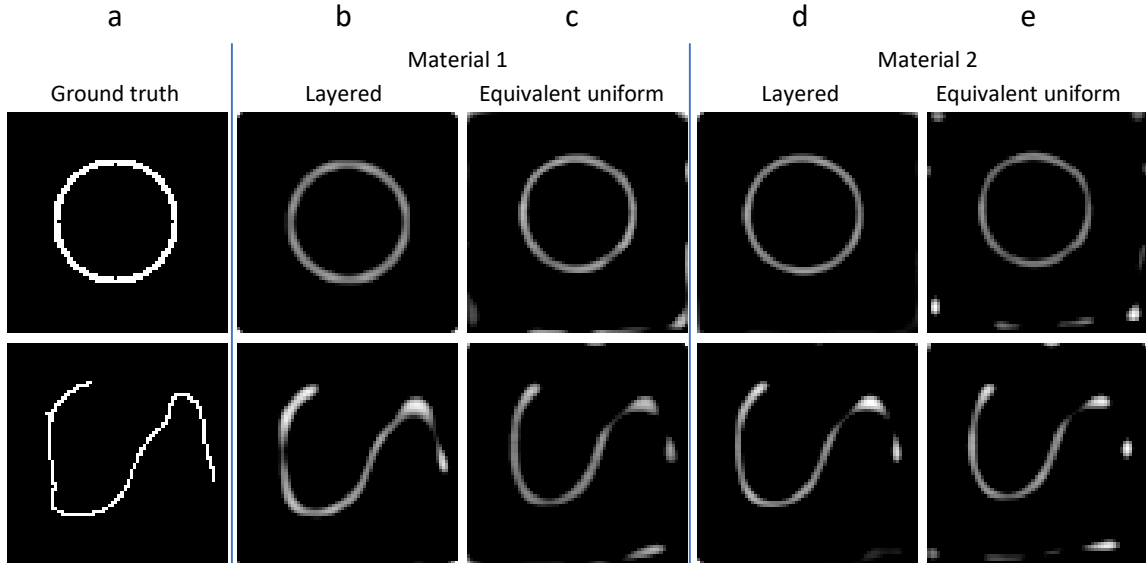 a b c d e
Material 1 Material 2
Ground truth Layered Equivalent uniform Layered Equivalent uniform